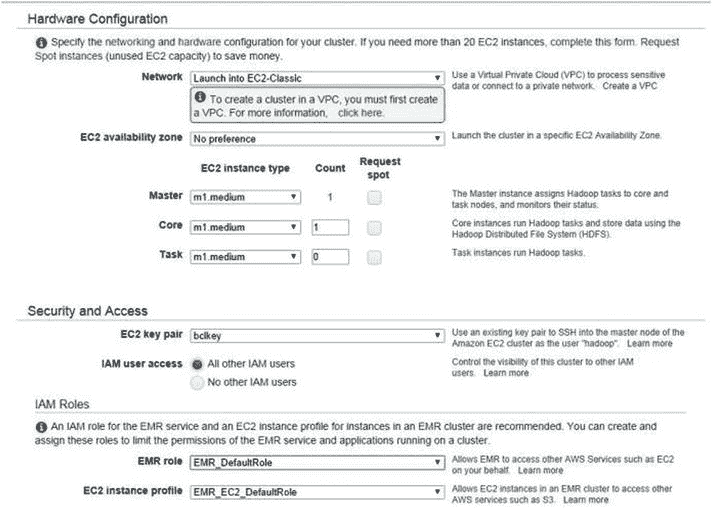 Hardware Configuration
Specify the networking and hardware configuration for your cluster. If you need more than 20 EC2 instances, complete this form. Request
Spot instances (unused EC2 capacity) to save money.
Network Launch into EC2-Classic Use a Virtual Private Cloud (VPC) to process sensitive
data or connect to a private network. Create a VPC
To create a cluster in a VPC, you must first create
a VPC. For more information, click here.
EC2 availability zone No preference Launch the cluster in a specific EC2 Availability Zone.
EC2 instance type Count Request
spot
Master m1.medium 1 The Master instance assigns Hadoop tasks to core and
task nodes, and monitors their status.
Core m1.medium 1 Core instances run Hadoop tasks and store data using the
Hadoop Distributed File System (HDFS).
Task m1.medium 0 Task instances run Hadoop tasks.
Security and Access
EC2 key pair bclkey Use an existing key pair to SSH into the master node of the
Amazon EC2 cluster as the user "hadoop". Learn more
IAM user access All other IAM users Control the visibility of this cluster to other IAM
users. Learn more
No other IAM users
IAM Roles
An IAM role for the EMR service and an EC2 instance profile for instances in an EMR cluster are recommended. You can create and
assign these roles to limit the permissions of the EMR service and applications running on a cluster.
EMR role EMR_DefaultRole Allows EMR to access other AWS Services such as EC2
on your behalf. Learn more
EC2 instance profile EMR_EC2_DefaultRole Allows EC2 instances in an EMR cluster to access other
AWS services such as S3. Learn more